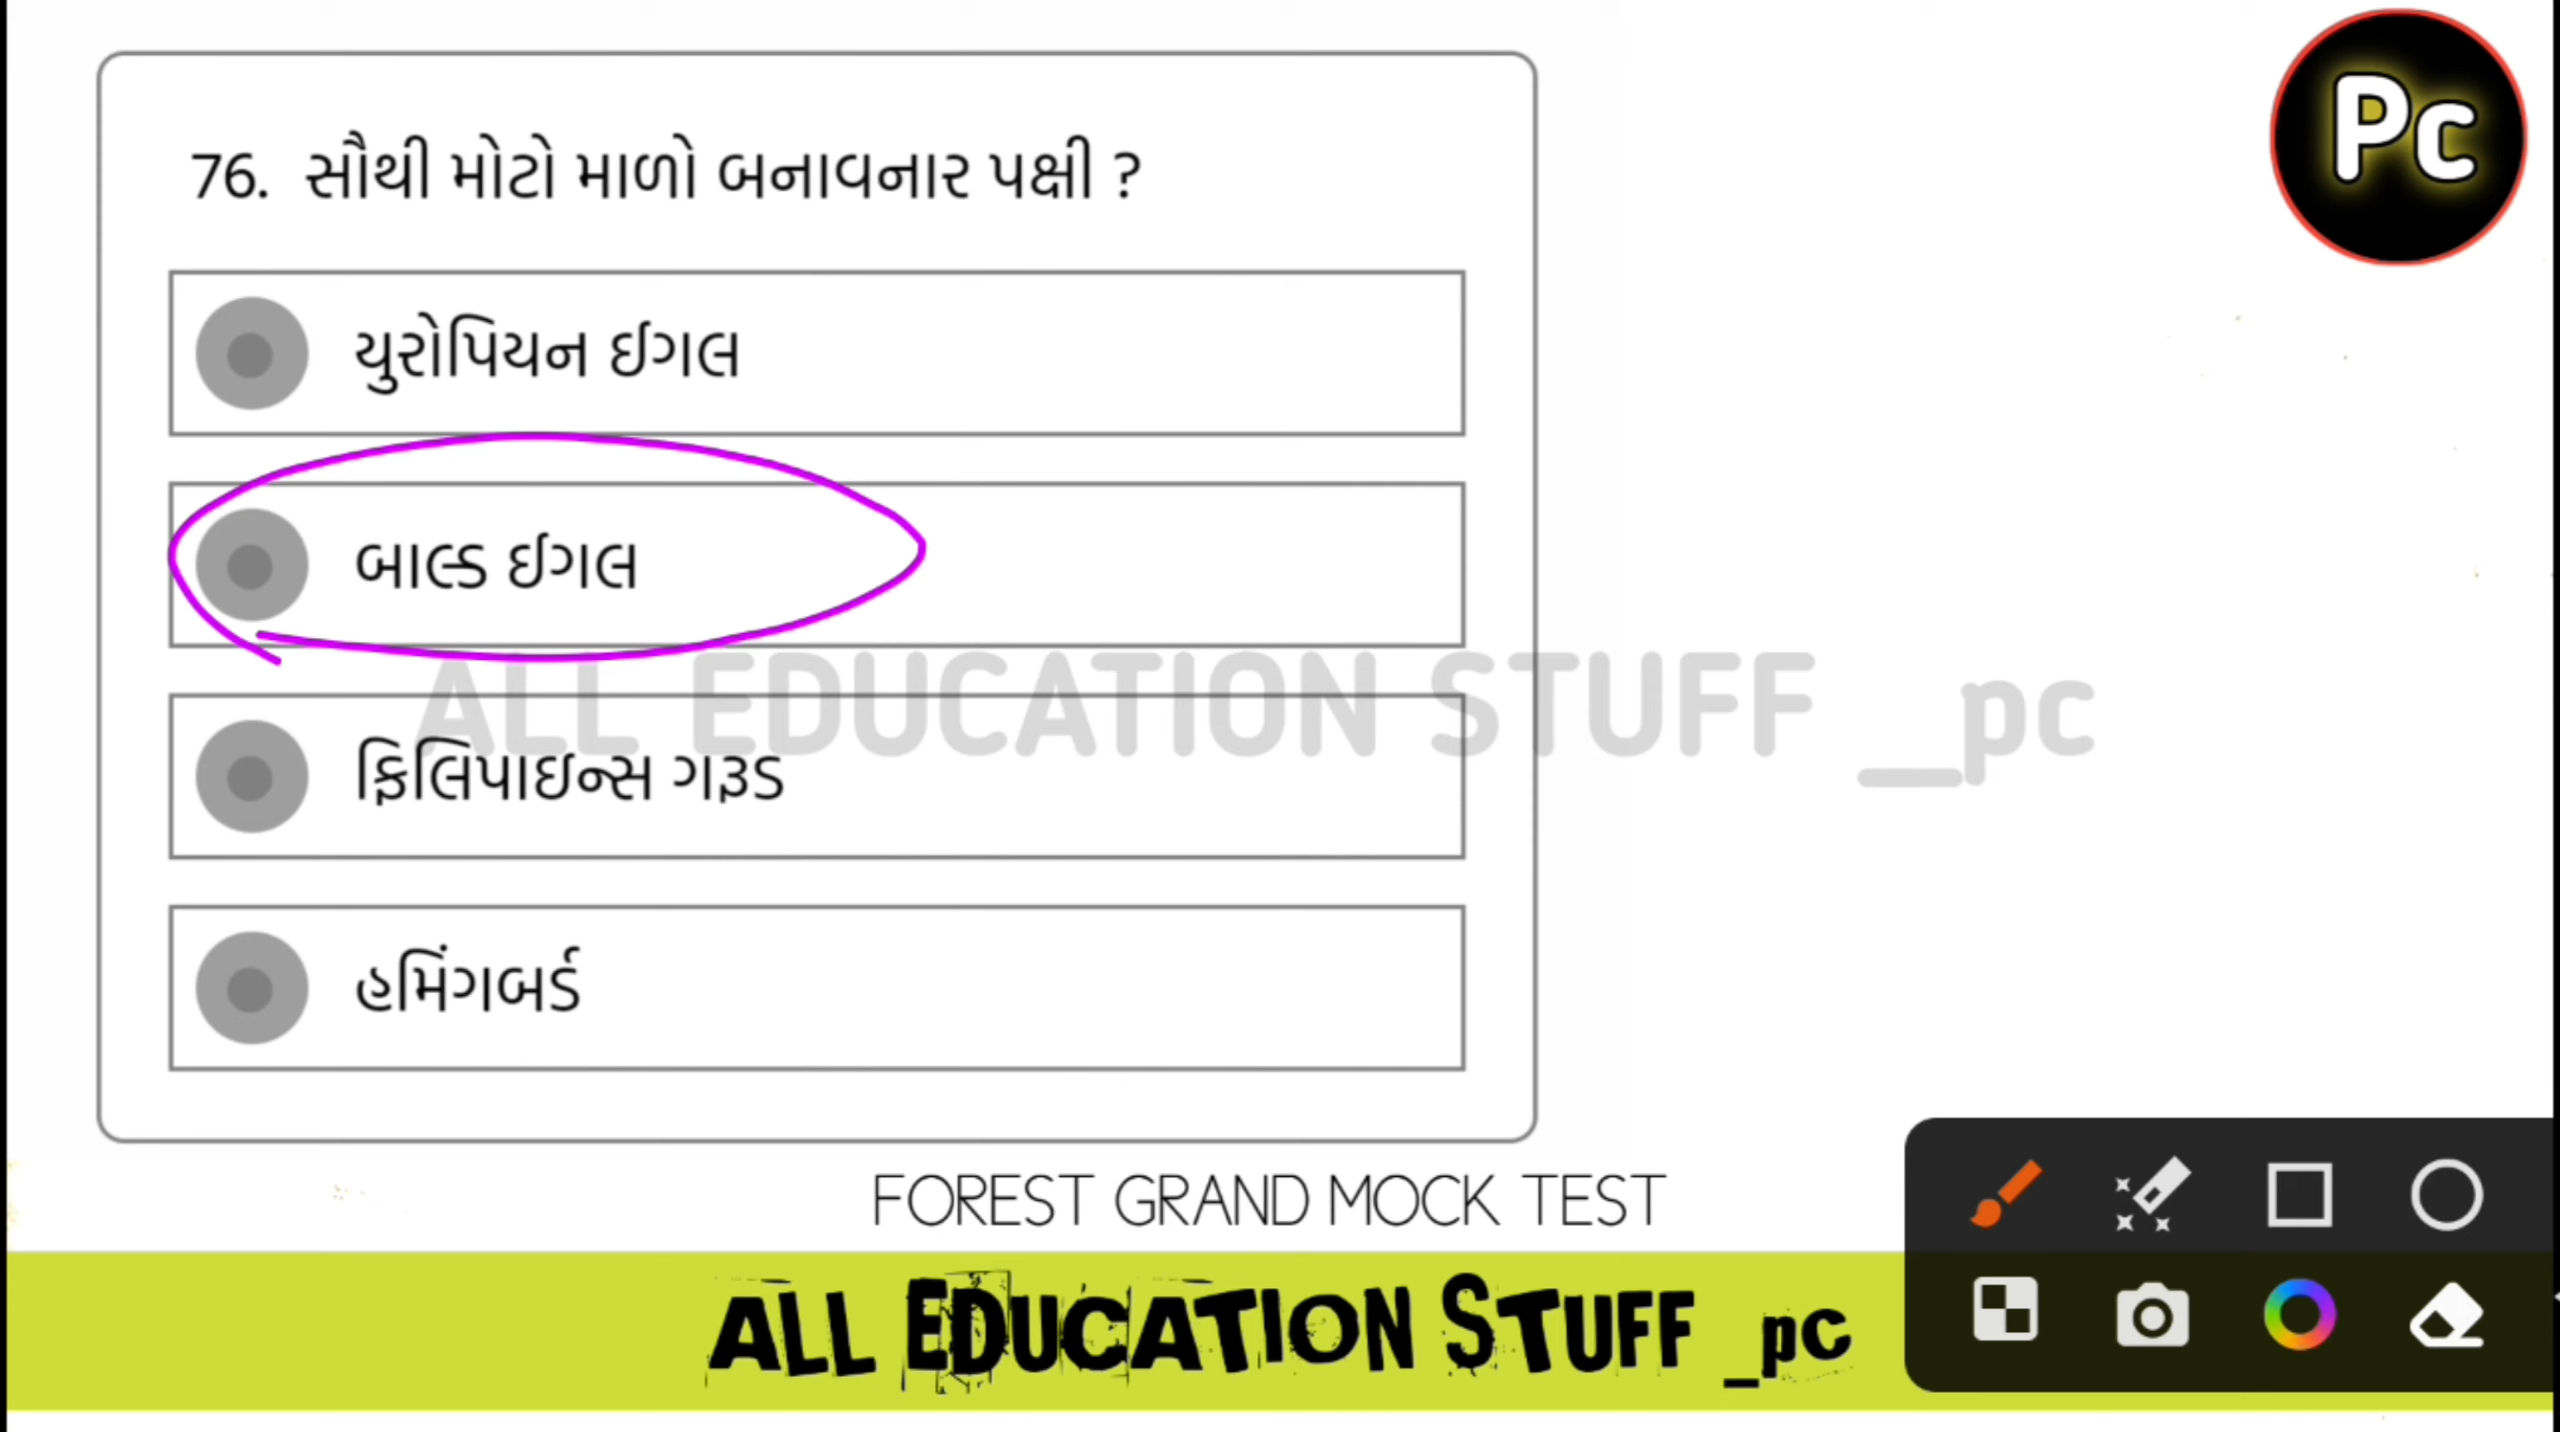 Pc
76. સૌથી મોટો માળો બનાવનાર પક્ષી ?
યુરોપિયન ઈગલ
બાલ્ડ ઈગલ
ALL EDUCATION STUFF _pc
ફિલિપાઇન્સ ગરૂડ
હમિંગબર્ડ
FOREST GRAND MOCK TEST
ALL EDUCATION STUFF _pc